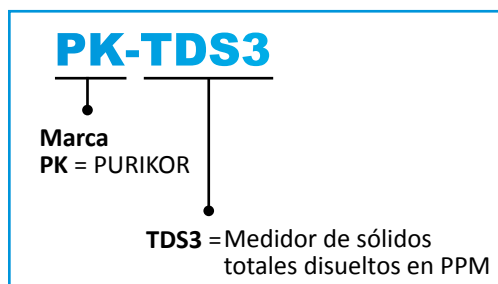 PK-TDS3
Marca
PK = PURIKOR
TDS3 = Medidor de sólidos
totales disueltos en PPM